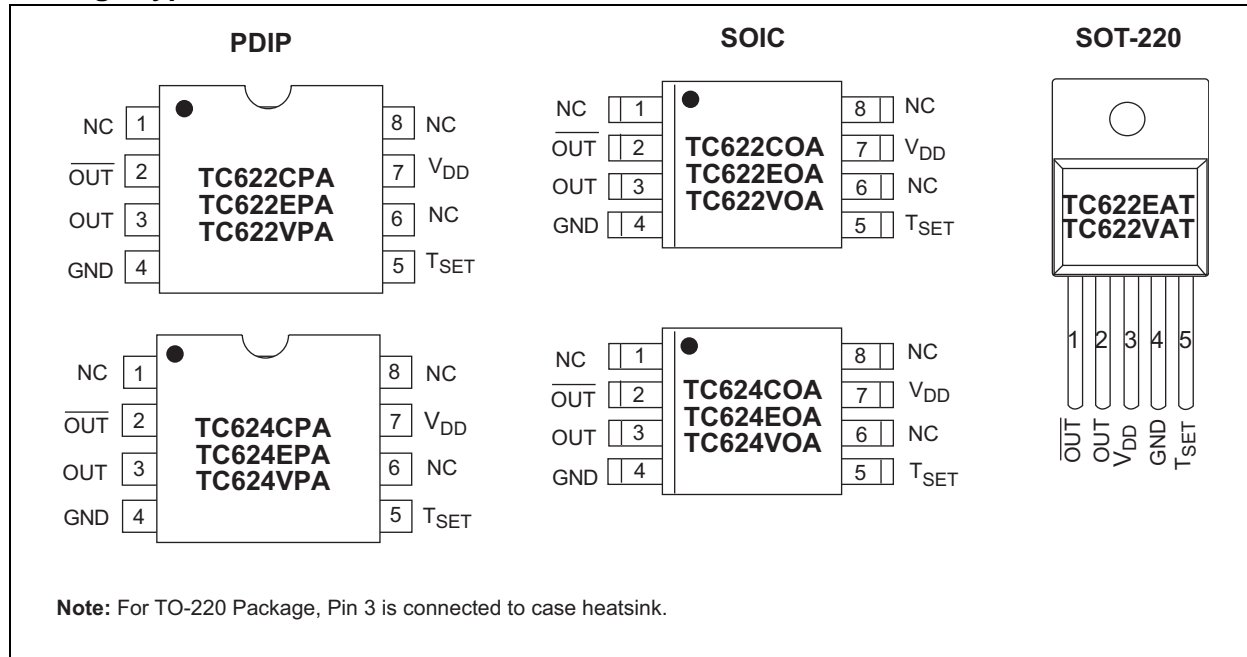 PDIP
NC 1
8 NC
OUT 2
7 VDD
OUT 3
6 NC
GND 4
5 TSET
TC622CPA
TC622EPA
TC622VPA
SOIC
NC 1
8 NC
OUT 2
7 VDD
OUT 3
6 NC
GND 4
5 TSET
TC622COA
TC622EOA
TC622VOA
SOT-220
TC622EAT
TC622VAT
1 2 3 4 5
OUT
OUT
VDD
GND
TSET
NC 1
8 NC
OUT 2
7 VDD
OUT 3
6 NC
GND 4
5 TSET
TC624CPA
TC624EPA
TC624VPA
NC 1
8 NC
OUT 2
7 VDD
OUT 3
6 NC
GND 4
5 TSET
TC624COA
TC624EOA
TC624VOA
Note: For TO-220 Package, Pin 3 is connected to case heatsink.